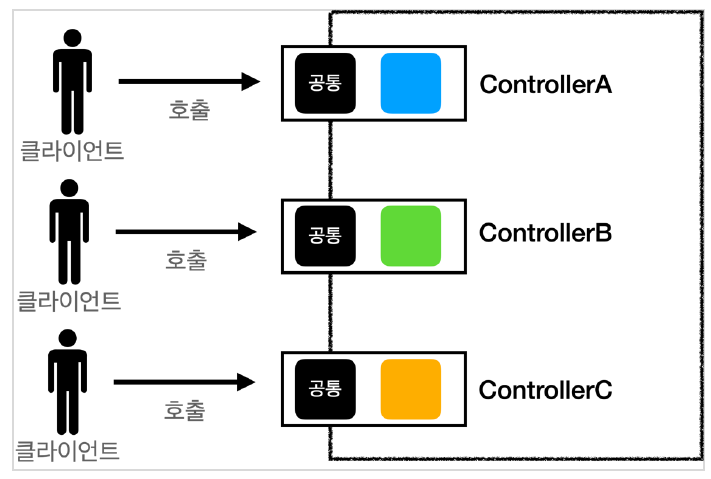 공통
ControllerA
호출
클라이언트
공통
ControllerB
호출
클라이언트
공통
ControllerC
호출
클라이언트